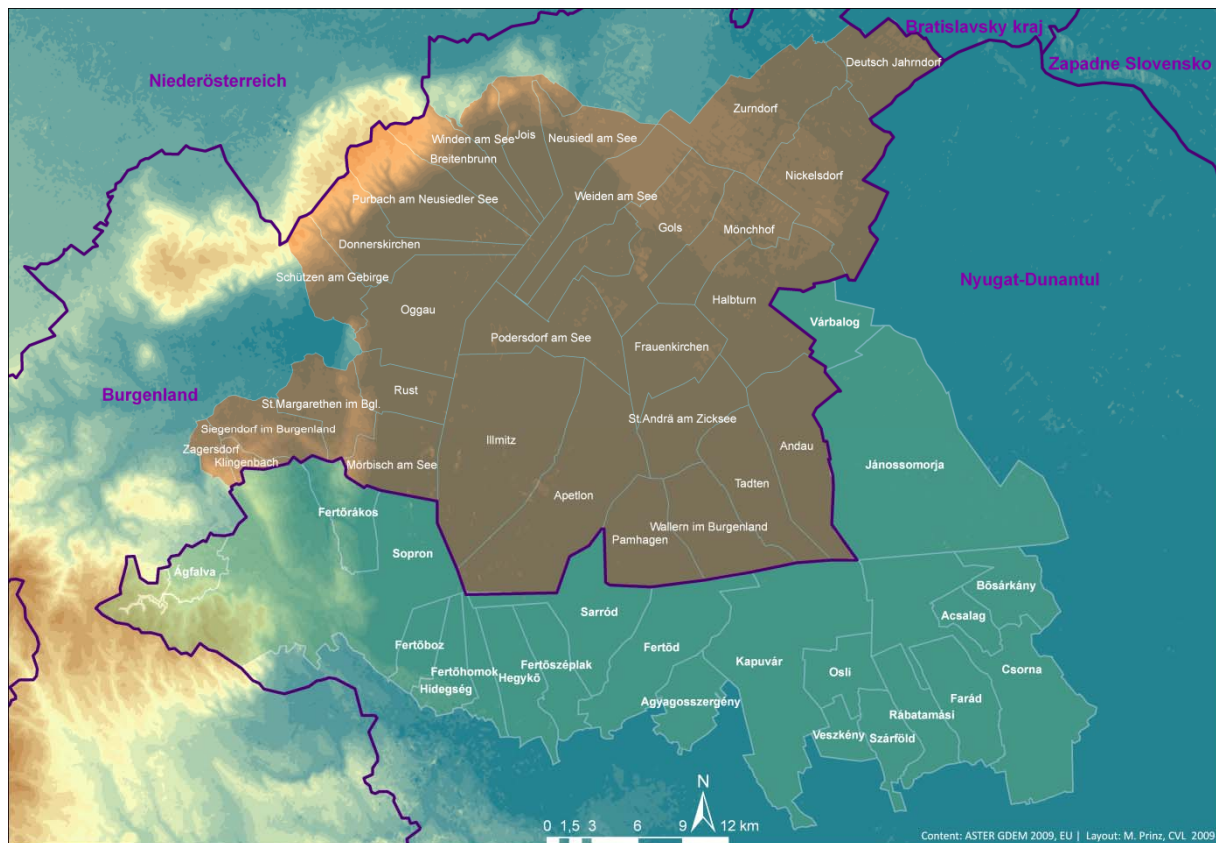 Bratislavsky kraj
Zapadne Slovensko
Niederösterreich
Deutsch Jahrndorf
Zurndorf
Winden am See
Jois
Neusiedl am See
Breitenbrunn
Nickelsdorf
Purbach am Neusiedler See
Weiden am See
Gols
Mönchhof
Donnerskirchen
Schützen am Gebirge
Nyugat-Dunantul
Oggau
Halbturn
Várbalog
Podersdorf am See
Frauenkirchen
Burgenland
Rust
St.Margarethen im Bgl.
St.Andrä am Zicksee
Siegendorf im Burgenland
Illmitz
Andau
Zagersdorf
Klingenbach
Mörbisch am See
Jánossomorja
Tadten
Apetlon
Fertőrákos
Wallern im Burgenland
Pamhagen
Sopron
Ágfalva
Bősárkány
Sarród
Acsalag
Fertőboz
Fertőd
Kapuvár
Fertőszéplak
Fertőhomok
Hegykő
Osli
Csorna
Hidegség
Farád
Agyagosszergény
Rábatamási
Veszkény
Szárföld
N
0 1,5 3 6 9 12 km
Content: ASTER GDEM 2009, EU | Layout: M. Prinz, CVL 2009